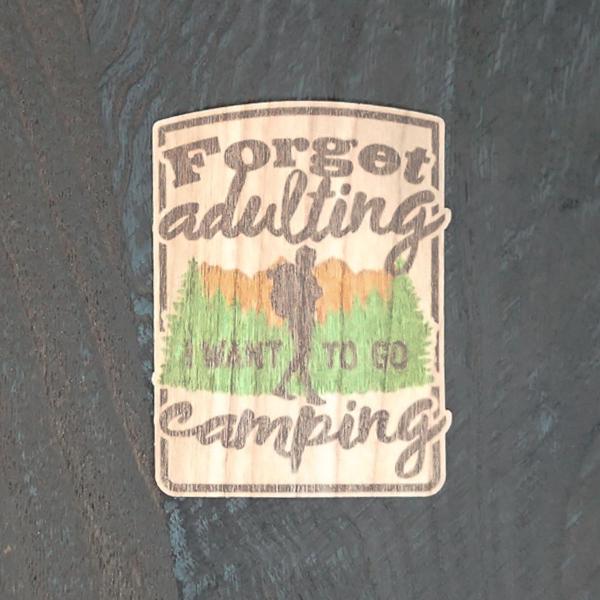 Forget
adulting
I WANT TO GO
camping